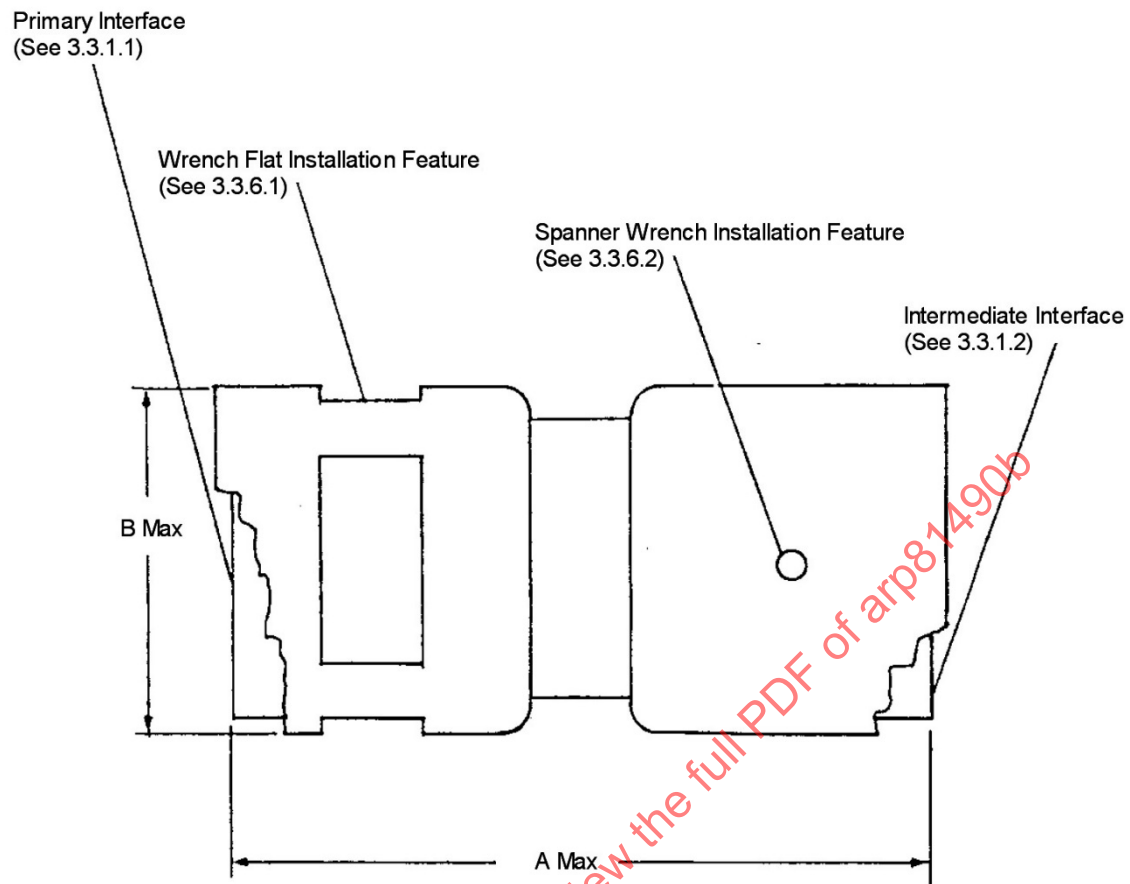 Primary Interface
(See 3.3.1.1)
Wrench Flat Installation Feature
(See 3.3.6.1)
Spanner Wrench Installation Feature
(See 3.3.6.2)
Intermediate Interface
(See 3.3.1.2)
B Max
A Max
the full PDF of arp81490b